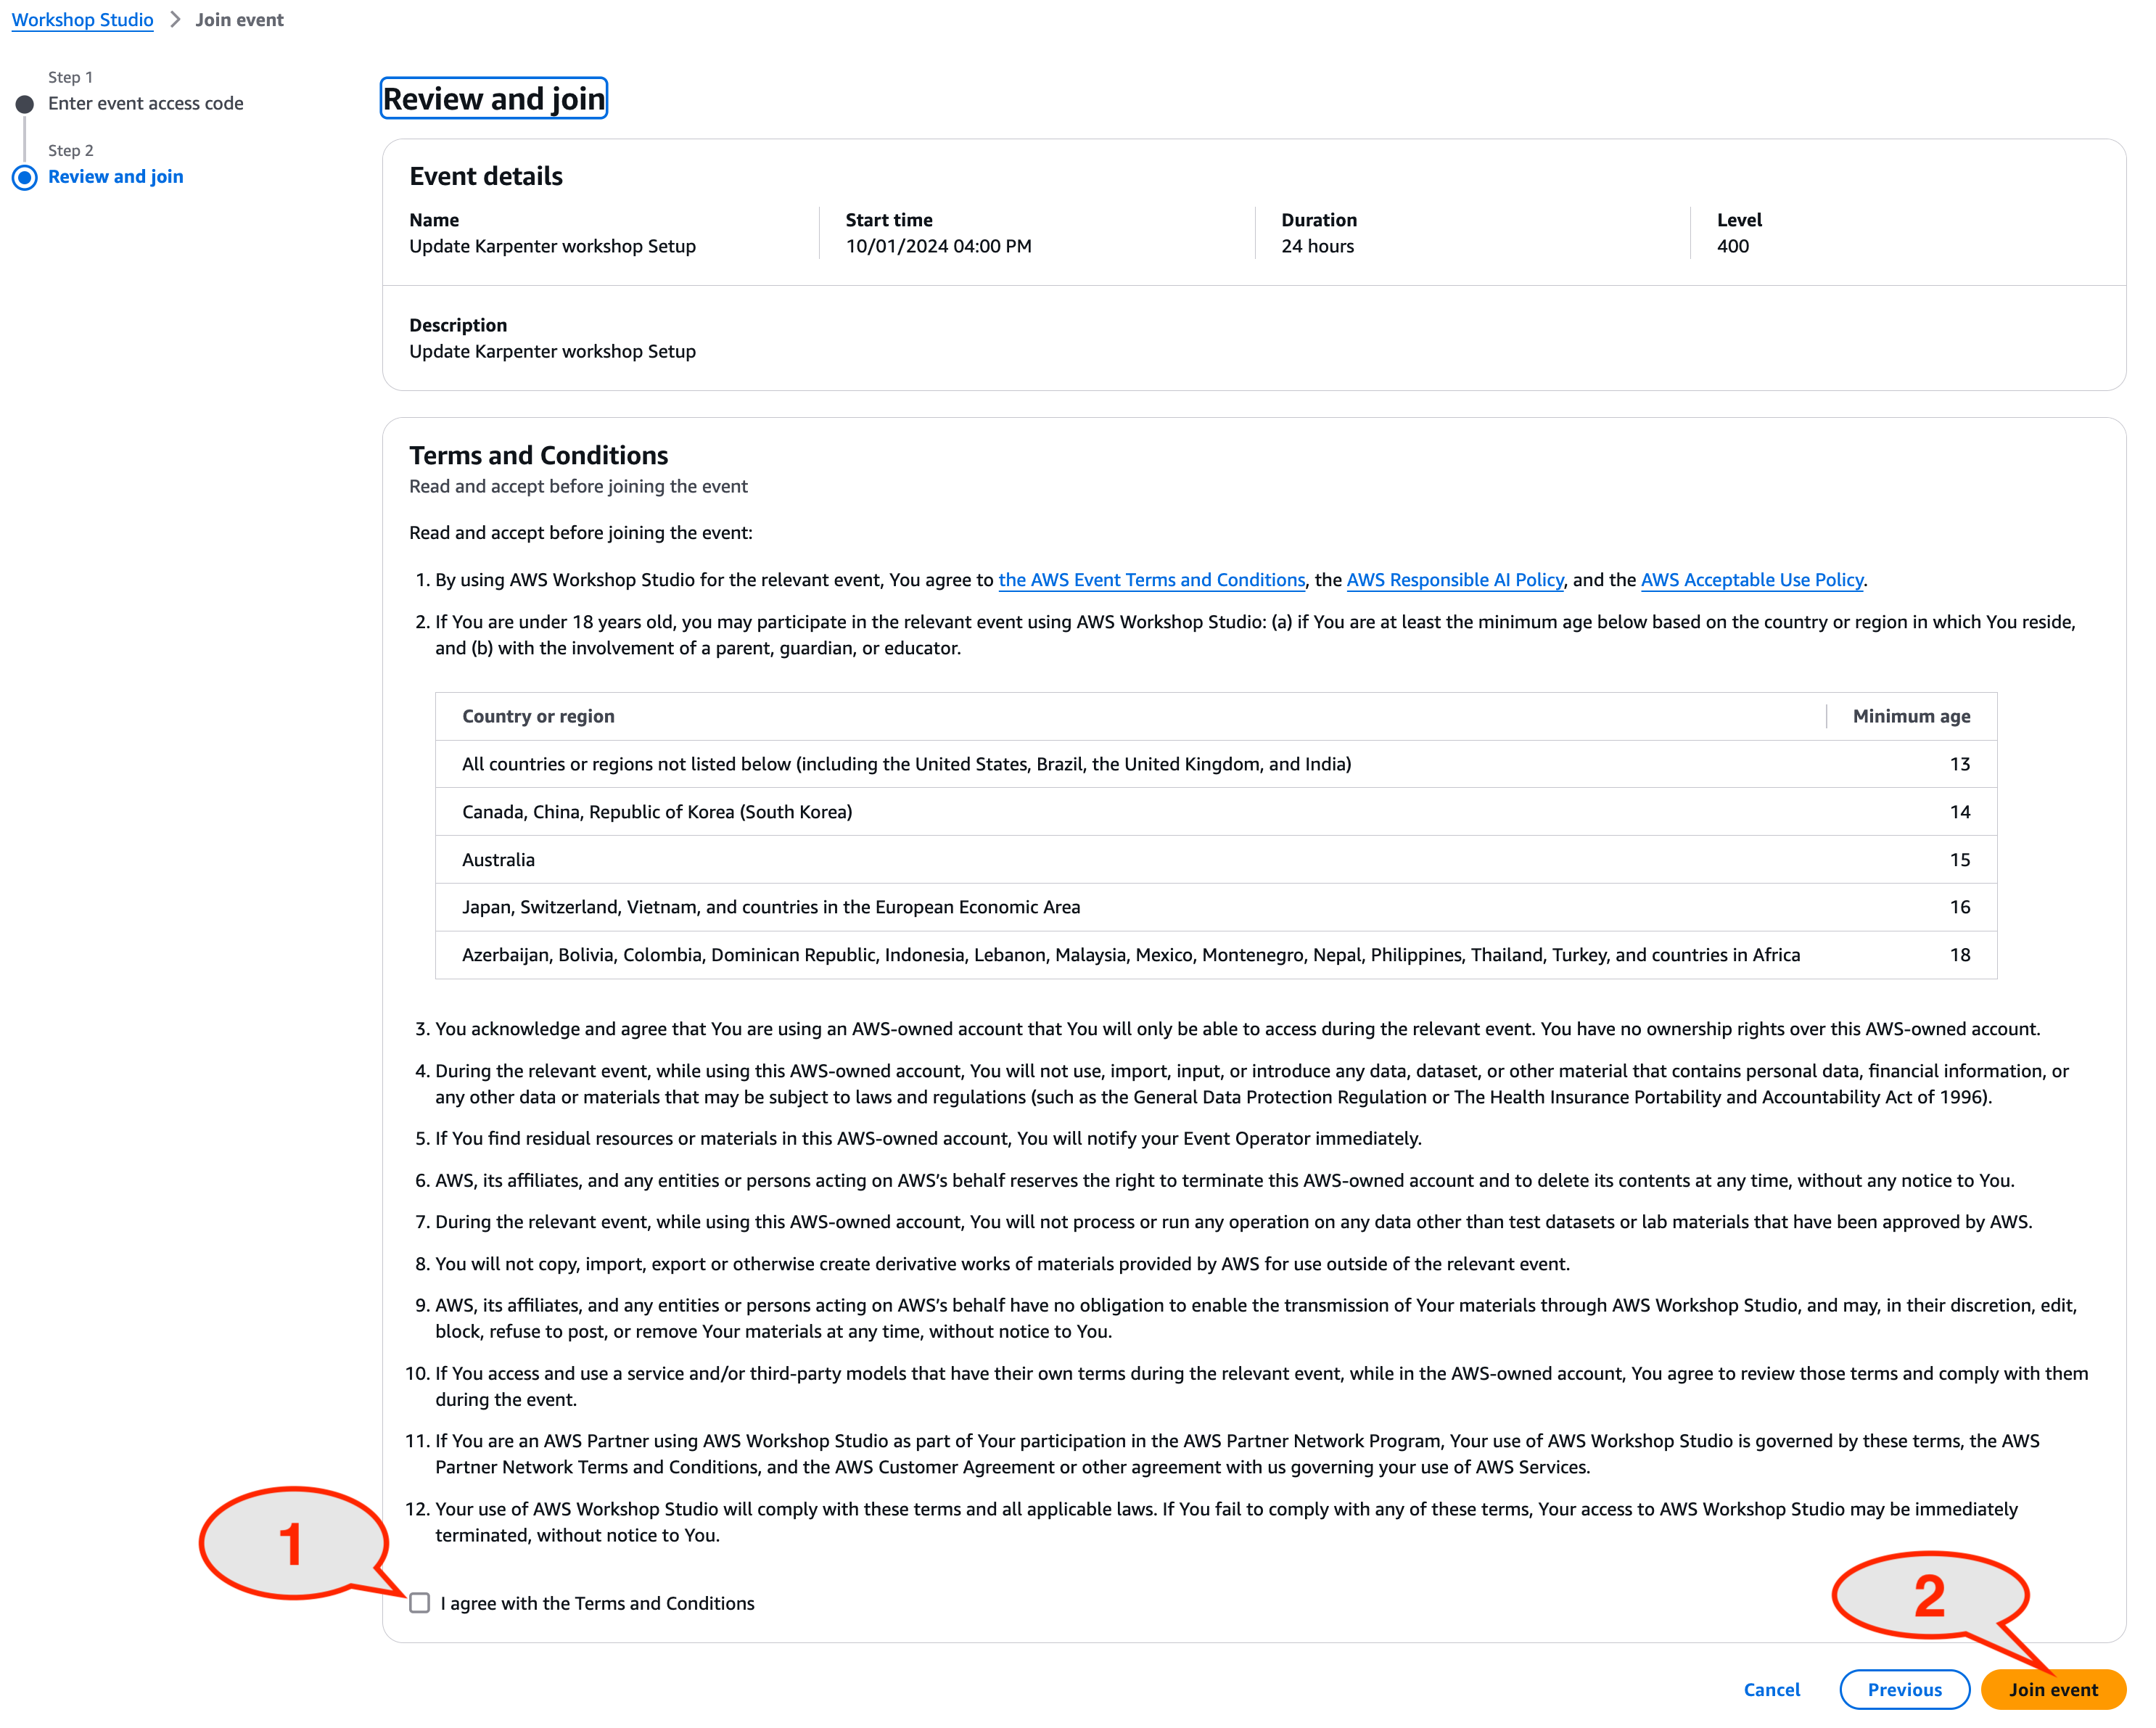 Workshop Studio > Join event
Step 1
Enter event access code
Step 2
Review and join
Review and join
Event details
Name
Update Karpenter workshop Setup
Start time
10/01/2024 04:00 PM
Duration
24 hours
Level
400
Description
Update Karpenter workshop Setup
Terms and Conditions
Read and accept before joining the event
Read and accept before joining the event:
1. By using AWS Workshop Studio for the relevant event, You agree to the AWS Event Terms and Conditions, the AWS Responsible AI Policy, and the AWS Acceptable Use Policy.
2. If You are under 18 years old, you may participate in the relevant event using AWS Workshop Studio: (a) if You are at least the minimum age below based on the country or region in which You reside,
and (b) with the involvement of a parent, guardian, or educator.
Country or region Minimum age
All countries or regions not listed below (including the United States, Brazil, the United Kingdom, and India) 13
Canada, China, Republic of Korea (South Korea) 14
Australia 15
Japan, Switzerland, Vietnam, and countries in the European Economic Area 16
Azerbaijan, Bolivia, Colombia, Dominican Republic, Indonesia, Lebanon, Malaysia, Mexico, Montenegro, Nepal, Philippines, Thailand, Turkey, and countries in Africa 18
3. You acknowledge and agree that You are using an AWS-owned account that You will only be able to access during the relevant event. You have no ownership rights over this AWS-owned account.
4. During the relevant event, while using this AWS-owned account, You will not use, import, input, or introduce any data, dataset, or other material that contains personal data, financial information, or
any other data or materials that may be subject to laws and regulations (such as the General Data Protection Regulation or The Health Insurance Portability and Accountability Act of 1996).
5. If You find residual resources or materials in this AWS-owned account, You will notify your Event Operator immediately.
6. AWS, its affiliates, and any entities or persons acting on AWS’s behalf reserves the right to terminate this AWS-owned account and to delete its contents at any time, without any notice to You.
7. During the relevant event, while using this AWS-owned account, You will not process or run any operation on any data other than test datasets or lab materials that have been approved by AWS.
8. You will not copy, import, export or otherwise create derivative works of materials provided by AWS for use outside of the relevant event.
9. AWS, its affiliates, and any entities or persons acting on AWS’s behalf have no obligation to enable the transmission of Your materials through AWS Workshop Studio, and may, in their discretion, edit,
block, refuse to post, or remove Your materials at any time, without notice to You.
10. If You access and use a service and/or third-party models that have their own terms during the relevant event, while in the AWS-owned account, You agree to review those terms and comply with them
during the event.
11. If You are an AWS Partner using AWS Workshop Studio as part of Your participation in the AWS Partner Network Program, Your use of AWS Workshop Studio is governed by these terms, the AWS
Partner Network Terms and Conditions, and the AWS Customer Agreement or other agreement with us governing your use of AWS Services.
12. Your use of AWS Workshop Studio will comply with these terms and all applicable laws. If You fail to comply with any of these terms, Your access to AWS Workshop Studio may be immediately
terminated, without notice to You.
1
I agree with the Terms and Conditions
2
Cancel
Previous
Join event